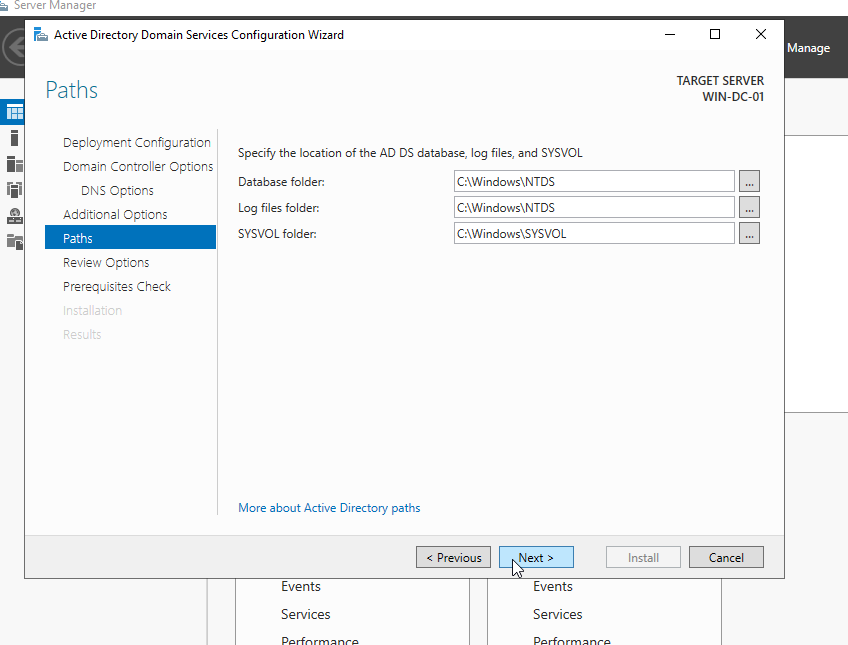 Server Manager
Active Directory Domain Services Configuration Wizard
Manage
Paths
TARGET SERVER
WIN-DC-01
Deployment Configuration
Domain Controller Options
DNS Options
Additional Options
Paths
Review Options
Prerequisites Check
Installation
Results
Specify the location of the AD DS database, log files, and SYSVOL
Database folder: C:\Windows\NTDS ...
Log files folder: C:\Windows\NTDS ...
SYSVOL folder: C:\Windows\SYSVOL ...
More about Active Directory paths
< Previous Next > Install Cancel
Events Events
Services Services
Performance Performance